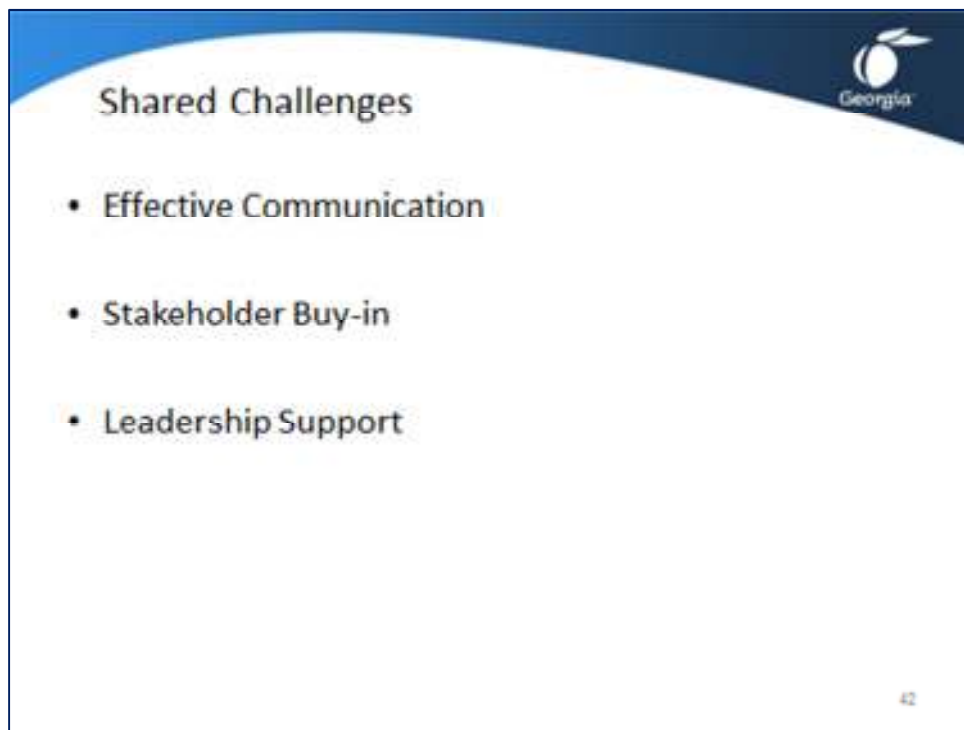 Georgia
Shared Challenges
• Effective Communication
• Stakeholder Buy-in
• Leadership Support
42